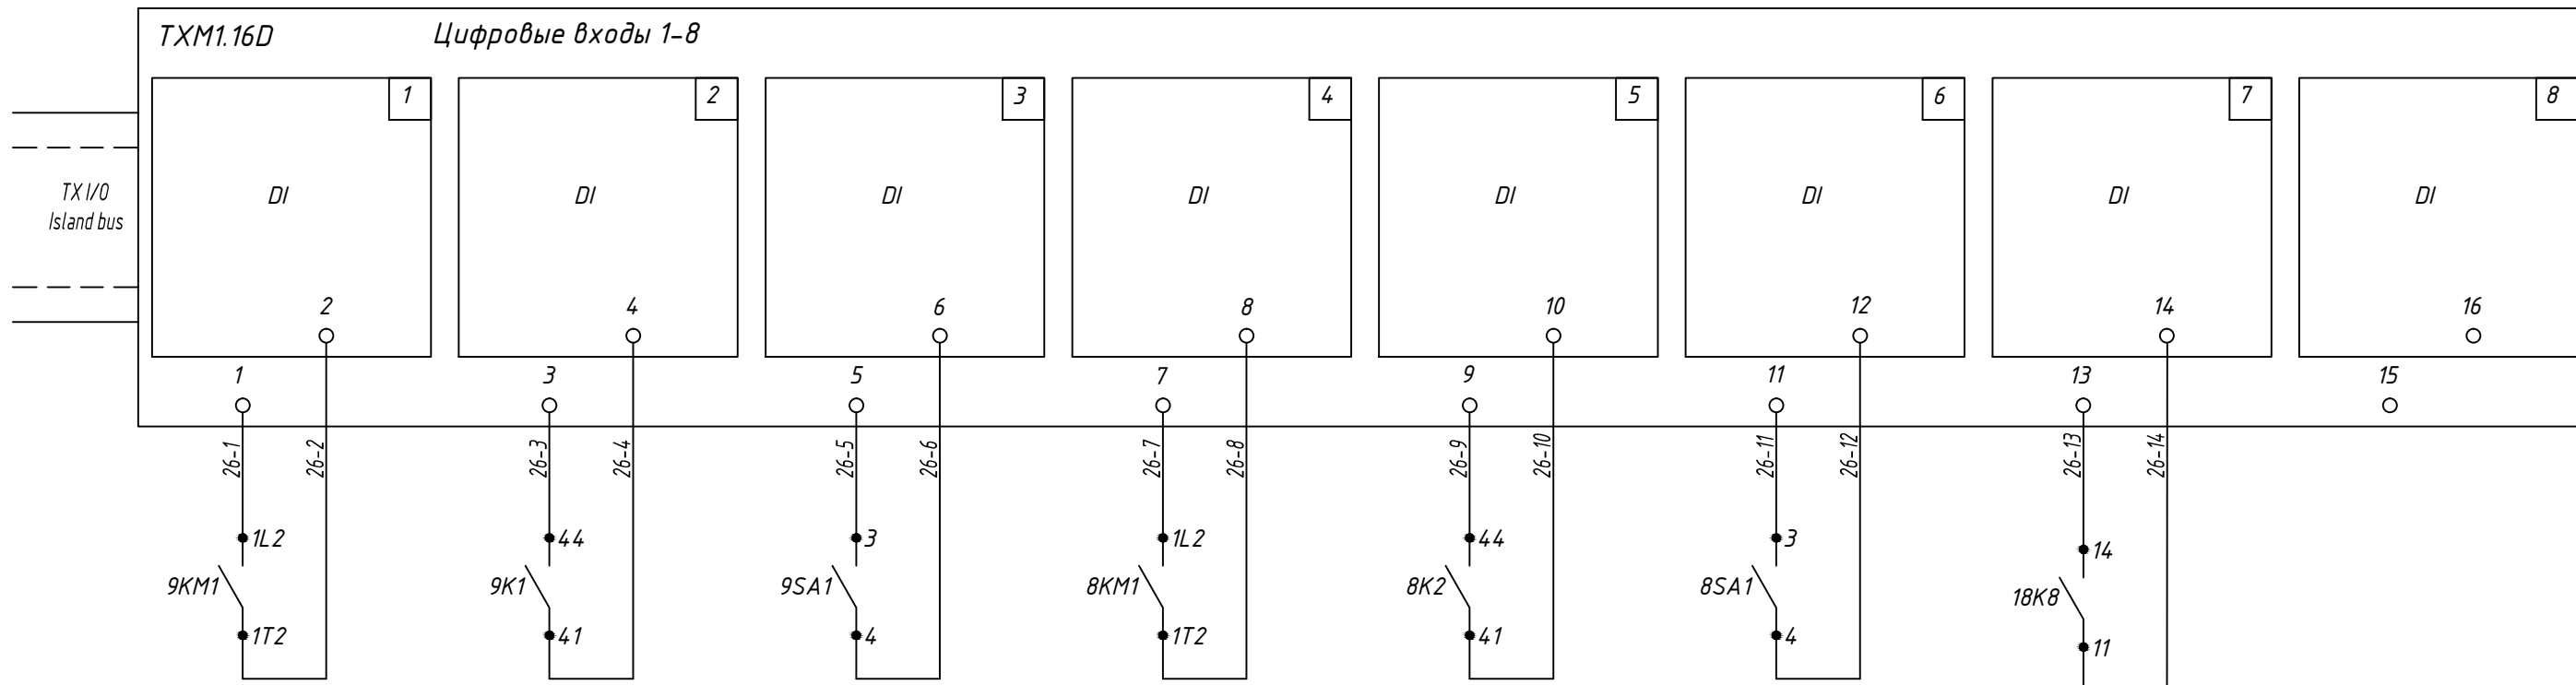 TXM1.16D Цифровые входы 1-8
1 2 3 4 5 6 7 8
TX I/O
Island bus
DI DI DI DI DI DI DI DI
2 4 6 8 10 12 14 16
1 3 5 7 9 11 13 15
26-1 26-2 26-3 26-4 26-5 26-6 26-7 26-8 26-9 26-10 26-11 26-12 26-13 26-14
1L2 44 3 1L2 44 3 14
9KM1 9K1 9SA1 8KM1 8K2 8SA1 18K8
1T2 41 4 1T2 41 4 11